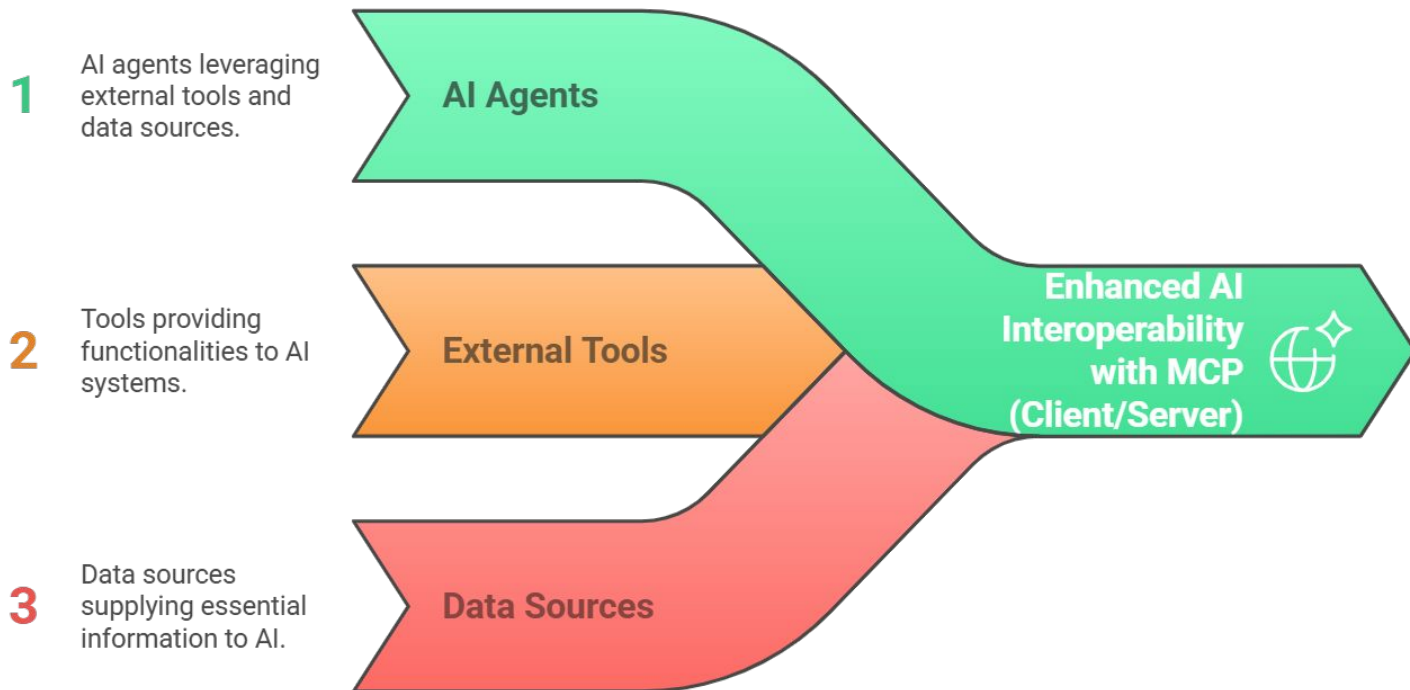 1
AI agents leveraging
external tools and
data sources.
AI Agents
2
Tools providing
functionalities to AI
systems.
External Tools
3
Data sources
supplying essential
information to AI.
Data Sources
Enhanced AI
Interoperability
with MCP
(Client/Server)